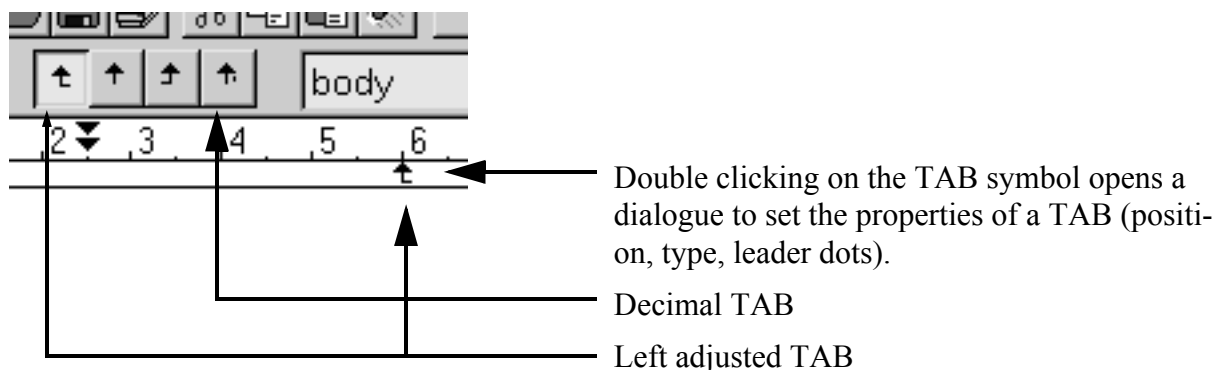 body
2 3 4 5 6
Double clicking on the TAB symbol opens a
dialogue to set the properties of a TAB (positi-
on, type, leader dots).
Decimal TAB
Left adjusted TAB